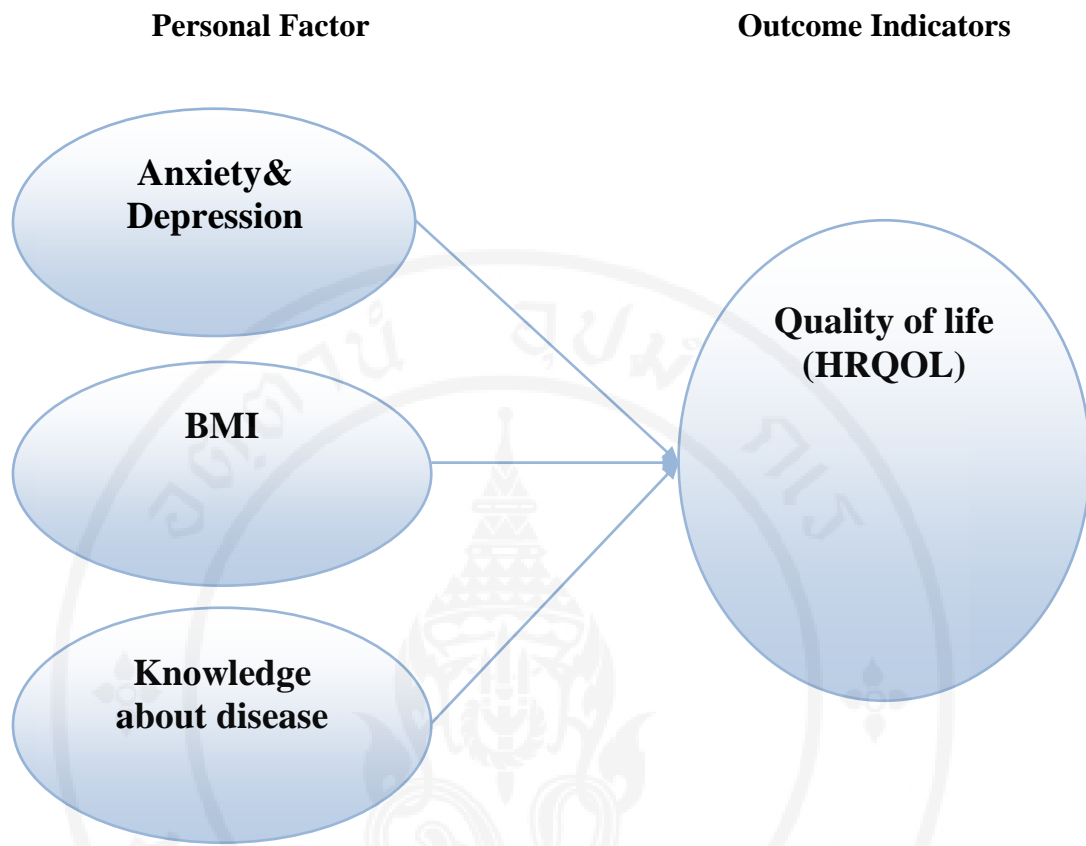 Personal Factor
Outcome Indicators
Anxiety&
Depression
BMI
Knowledge
about disease
Quality of life
(HRQOL)